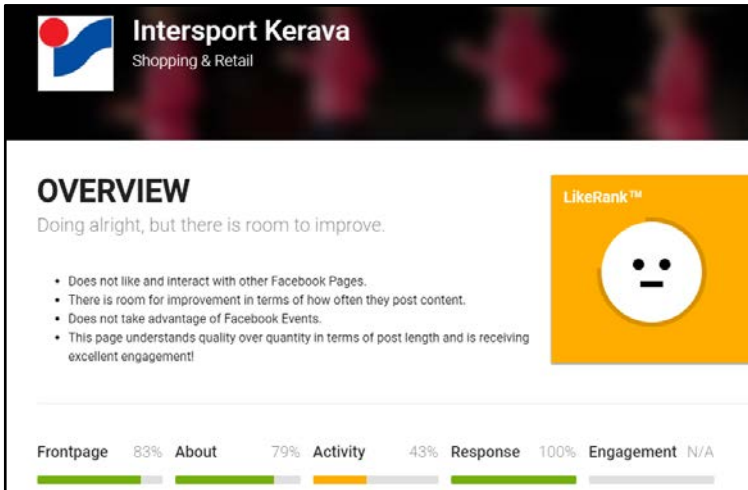 Intersport Kerava
Shopping & Retail
OVERVIEW
Doing alright, but there is room to improve.
LikeRank™
• Does not like and interact with other Facebook Pages.
• There is room for improvement in terms of how often they post content.
• Does not take advantage of Facebook Events.
• This page understands quality over quantity in terms of post length and is receiving
excellent engagement!
Frontpage 83% About 79% Activity 43% Response 100% Engagement N/A